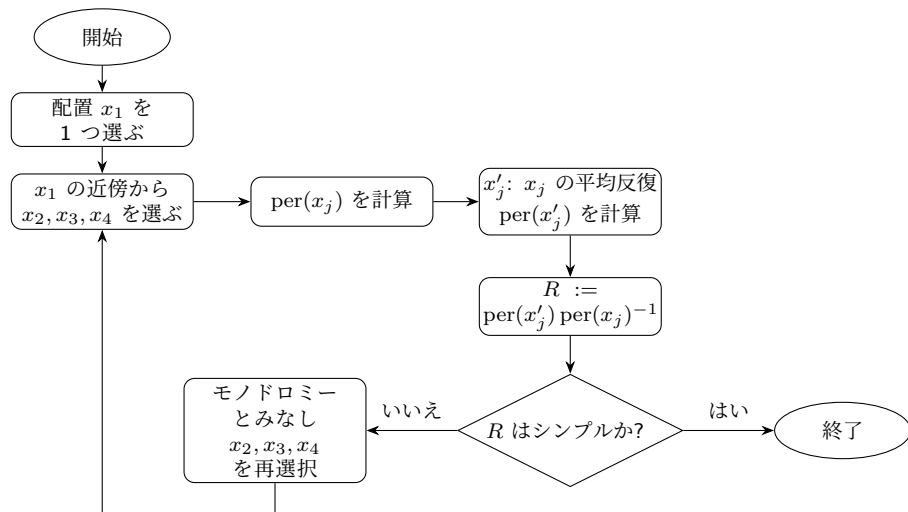 開始
配置 x₁ を
1 つ選ぶ
x₁ の近傍から
x₂, x₃, x₄ を選ぶ
per(xⱼ) を計算
x′ⱼ: xⱼ の平均反復
per(x′ⱼ) を計算
R :=
per(x′ⱼ) per(xⱼ)⁻¹
R はシンプルか?
はい
終了
いいえ
モノドロミー
とみなし
x₂, x₃, x₄
を再選択